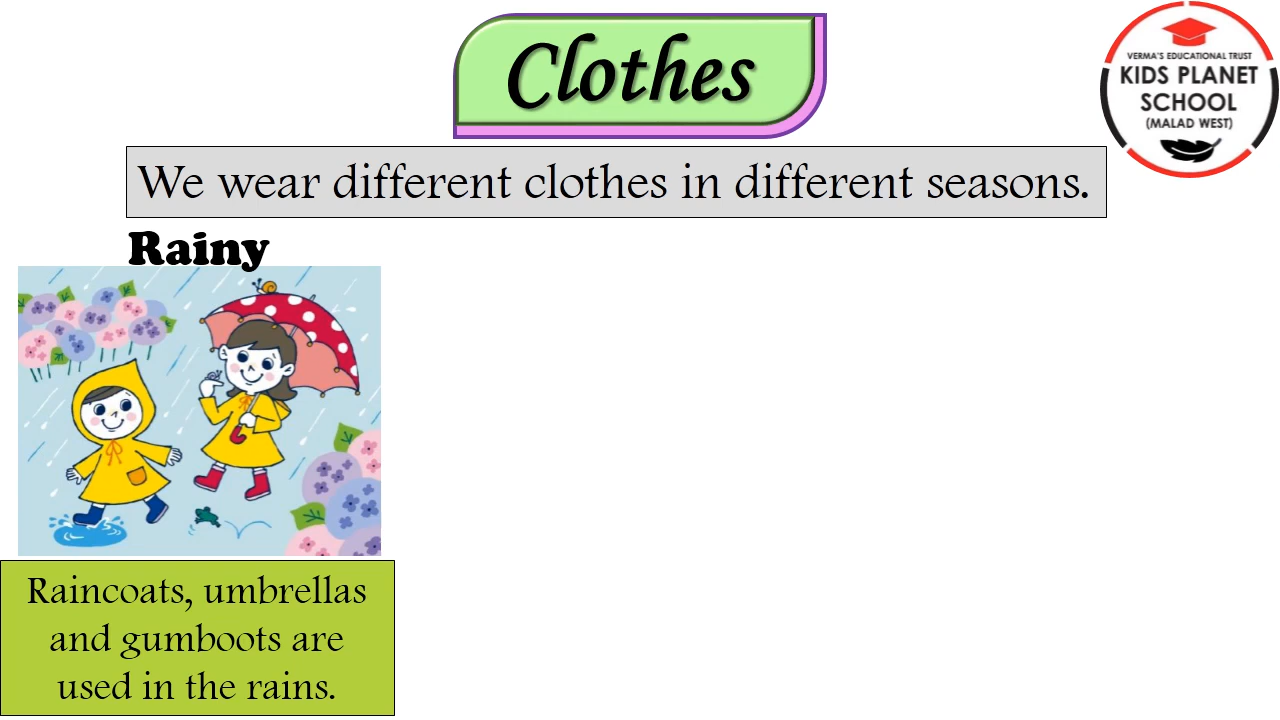 Clothes
VERMA'S EDUCATIONAL TRUST
KIDS PLANET
SCHOOL
(MALAD WEST)
We wear different clothes in different seasons.
Rainy
Raincoats, umbrellas
and gumboots are
used in the rains.